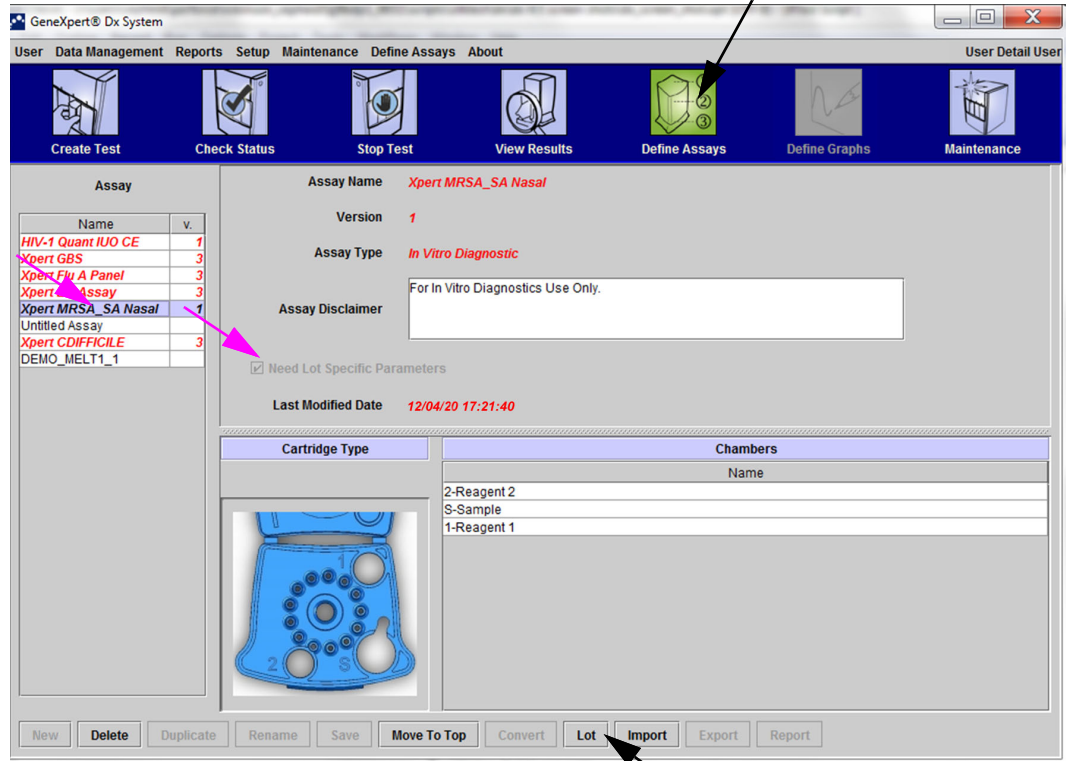 GeneXpert® Dx System
User Data Management Reports Setup Maintenance Define Assays About User Detail User
1
2
3
Create Test Check Status Stop Test View Results Define Assays Define Graphs Maintenance
Assay
Name v.
HIV-1 Quant IUO CE 1
Xpert GBS 3
Xpert Flu A Panel 3
Xpert Assay 3
Xpert MRSA_SA Nasal 1
Untitled Assay
Xpert CDIFFICILE 3
DEMO_MELT1_1
Assay Name Xpert MRSA_SA Nasal
Version 1
Assay Type In Vitro Diagnostic
Assay Disclaimer For In Vitro Diagnostics Use Only.
Need Lot Specific Parameters
Last Modified Date 12/04/20 17:21:40
Cartridge Type
1
2 S
Chambers
Name
2-Reagent 2
S-Sample
1-Reagent 1
New Delete Duplicate Rename Save Move To Top Convert Lot Import Export Report